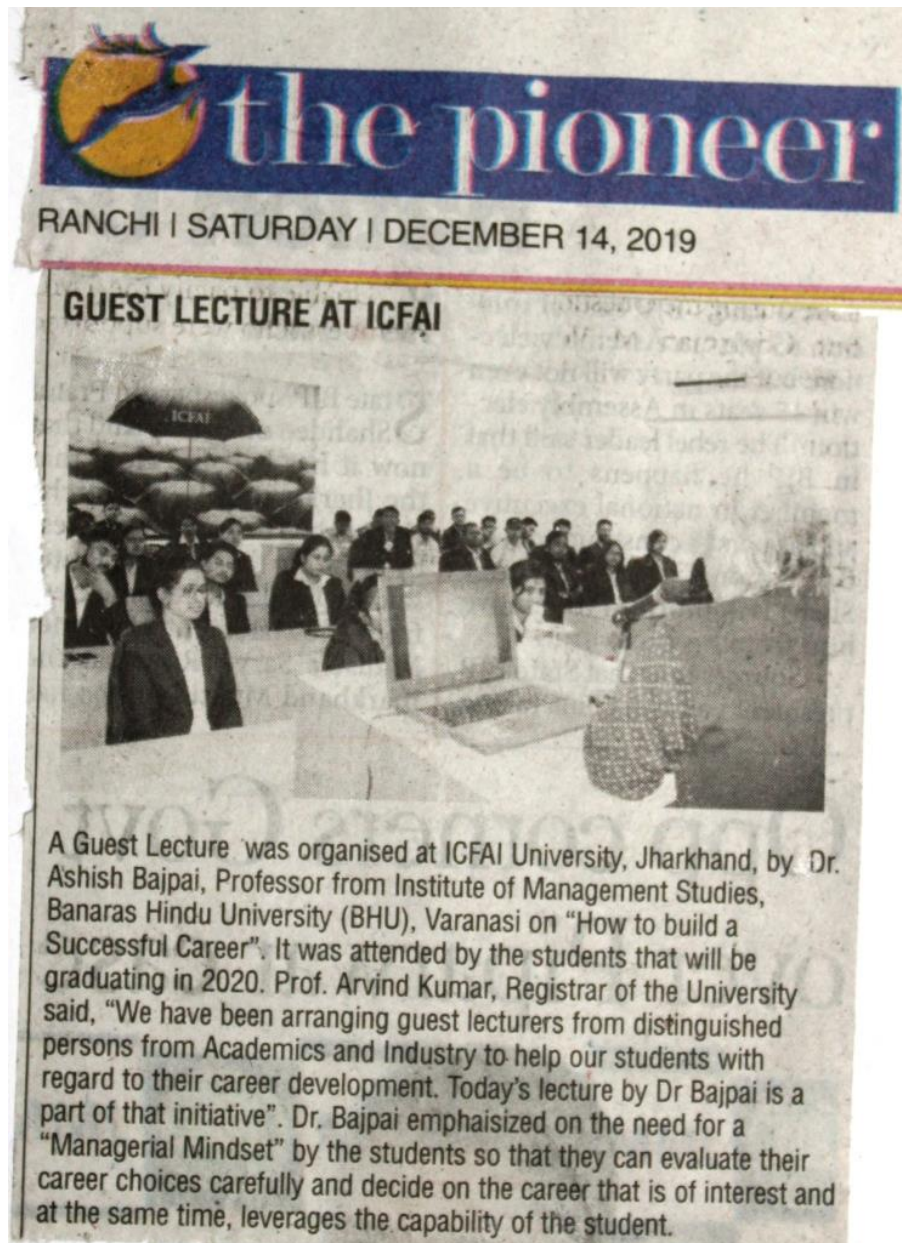 the pioneer
RANCHI | SATURDAY | DECEMBER 14, 2019
GUEST LECTURE AT ICFAI
ICFAI
A Guest Lecture was organised at ICFAI University, Jharkhand, by Dr.
Ashish Bajpai, Professor from Institute of Management Studies,
Banaras Hindu University (BHU), Varanasi on “How to build a
Successful Career”. It was attended by the students that will be
graduating in 2020. Prof. Arvind Kumar, Registrar of the University
said, “We have been arranging guest lecturers from distinguished
persons from Academics and Industry to help our students with
regard to their career development. Today’s lecture by Dr Bajpai is a
part of that initiative”. Dr. Bajpai emphaisized on the need for a
“Managerial Mindset” by the students so that they can evaluate their
career choices carefully and decide on the career that is of interest and
at the same time, leverages the capability of the student.